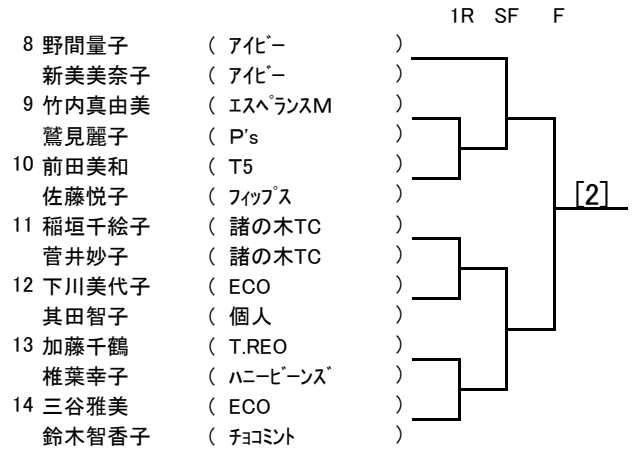 1R SF F
8 野間量子 ( ｱｲﾋﾞｰ )
新美美奈子 ( ｱｲﾋﾞｰ )
9 竹内真由美 ( ｴｽﾍﾟﾗﾝｽM )
鷲見麗子 ( P's )
10 前田美和 ( T5 )
佐藤悦子 ( ﾌｨｯﾌﾟｽ )
[2]
11 稲垣千絵子 ( 諸の木TC )
菅井妙子 ( 諸の木TC )
12 下川美代子 ( ECO )
其田智子 ( 個人 )
13 加藤千鶴 ( T.REO )
椎葉幸子 ( ﾊﾆｰﾋﾞｰﾝｽﾞ )
14 三谷雅美 ( ECO )
鈴木智香子 ( ﾁｮｺﾐﾝﾄ )